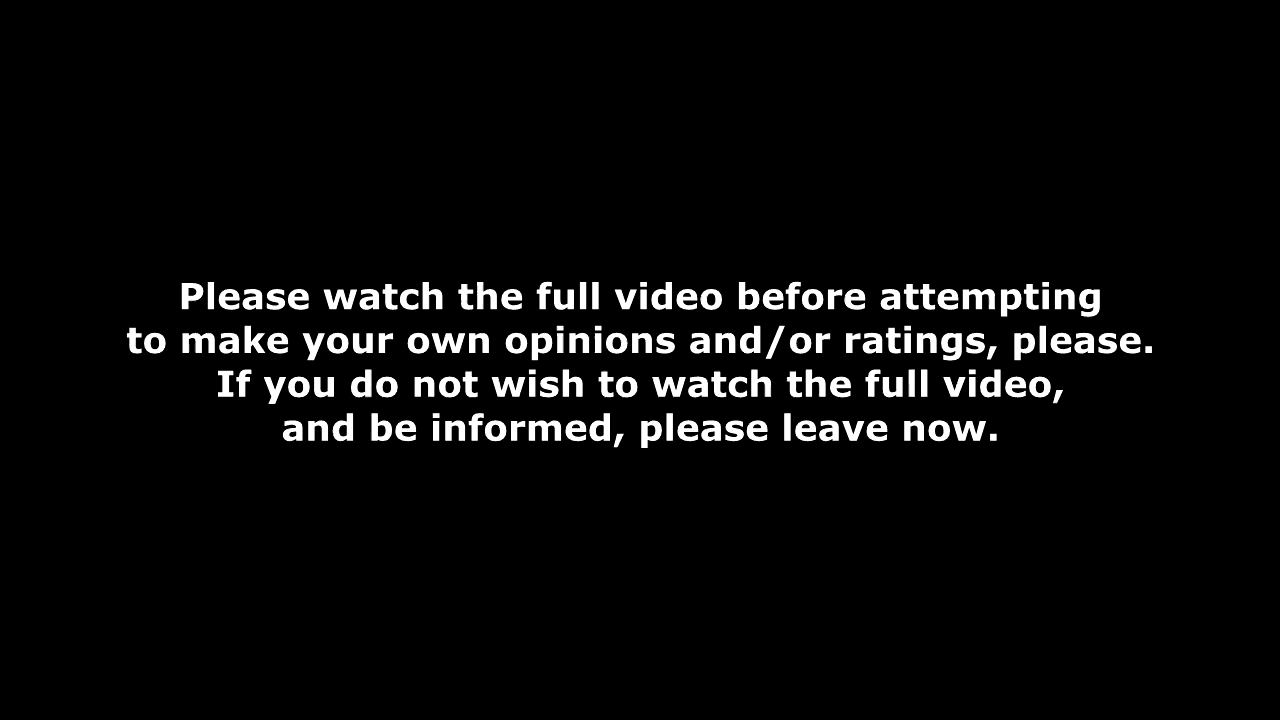 Please watch the full video before attempting
to make your own opinions and/or ratings, please.
If you do not wish to watch the full video,
and be informed, please leave now.